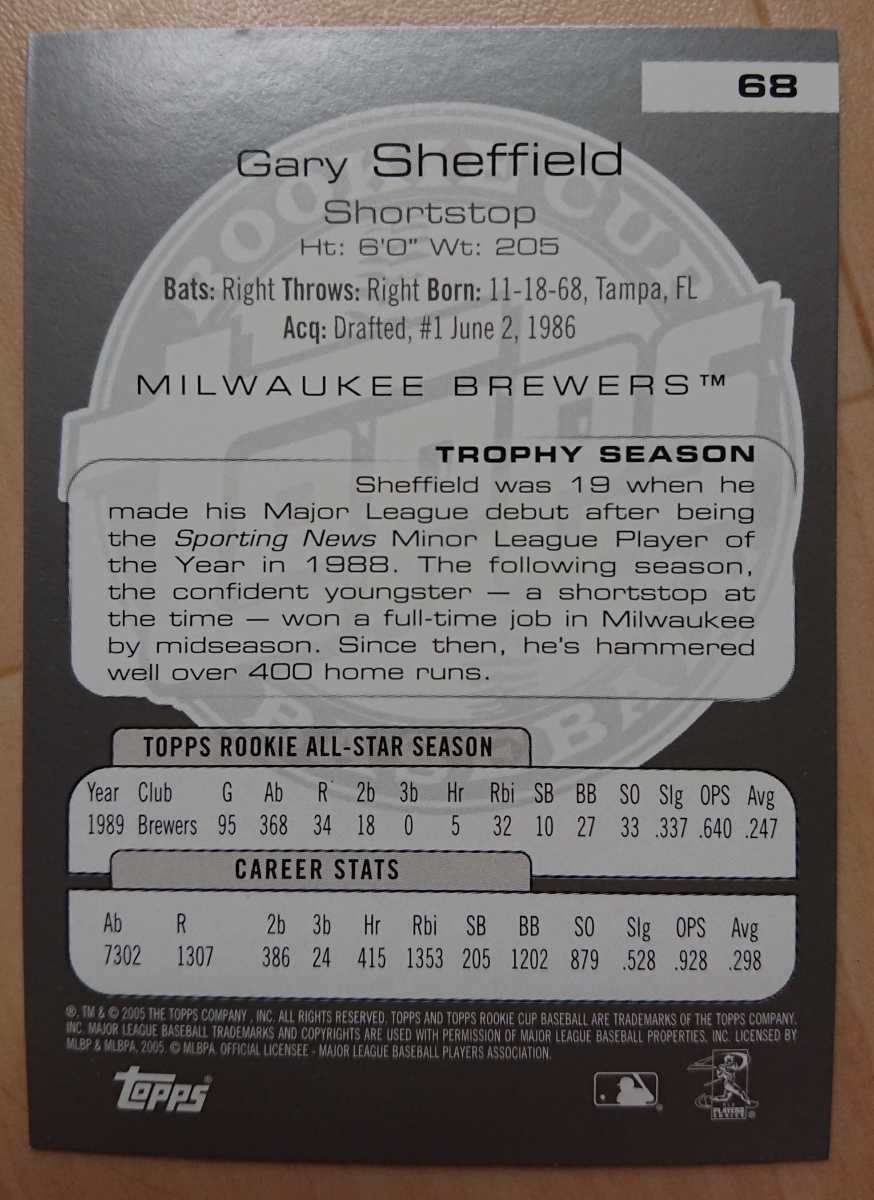 68
Gary Sheffield
Shortstop
Ht: 6'0" Wt: 205
Bats: Right Throws: Right Born: 11-18-68, Tampa, FL
Acq: Drafted, #1 June 2, 1986
MILWAUKEE BREWERS™
TROPHY SEASON
Sheffield was 19 when he
made his Major League debut after being
the Sporting News Minor League Player of
the Year in 1988. The following season,
the confident youngster — a shortstop at
the time — won a full-time job in Milwaukee
by midseason. Since then, he's hammered
well over 400 home runs.
ROOKIE CUP
TOPPS
BASEBALL
TOPPS ROOKIE ALL-STAR SEASON
Year Club G Ab R 2b 3b Hr Rbi SB BB SO Slg OPS Avg
1989 Brewers 95 368 34 18 0 5 32 10 27 33 .337 .640 .247
CAREER STATS
Ab R 2b 3b Hr Rbi SB BB SO Slg OPS Avg
7302 1307 386 24 415 1353 205 1202 879 .528 .928 .298
®, TM & © 2005 THE TOPPS COMPANY , INC. ALL RIGHTS RESERVED. TOPPS AND TOPPS ROOKIE CUP BASEBALL ARE TRADEMARKS OF THE TOPPS COMPANY,
INC. MAJOR LEAGUE BASEBALL TRADEMARKS AND COPYRIGHTS ARE USED WITH PERMISSION OF MAJOR LEAGUE BASEBALL PROPERTIES, INC. LICENSED BY
MLBP & MLBPA, 2005. © MLBPA. OFFICIAL LICENSEE - MAJOR LEAGUE BASEBALL PLAYERS ASSOCIATION.
topps®
PLAYERS
CHOICE